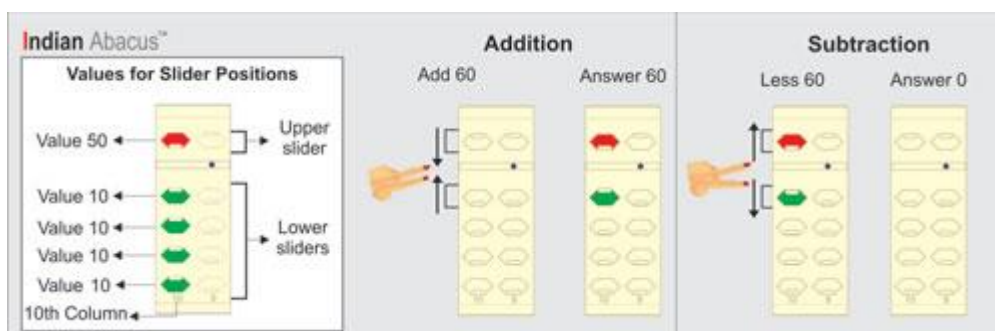 Indian Abacus™
Values for Slider Positions
Value 50
Upper
slider
Value 10
Value 10
Value 10
Value 10
Lower
sliders
10th Column
Addition
Add 60
Answer 60
Subtraction
Less 60
Answer 0